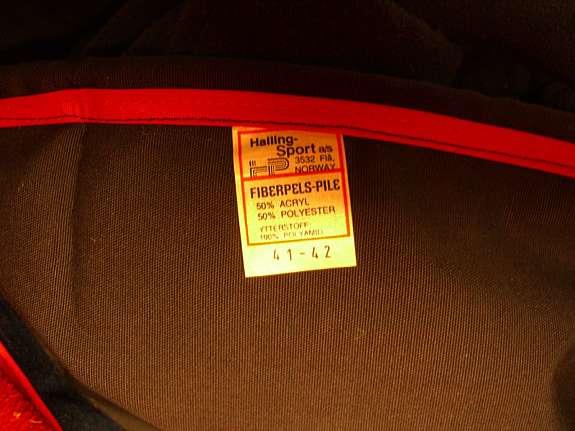 Halling-
Sport a/s
3532 Flå,
NORWAY
FIBERPELS-PILE
50% ACRYL
50% POLYESTER
YTTERSTOFF:
100% POLYAMID
41-42